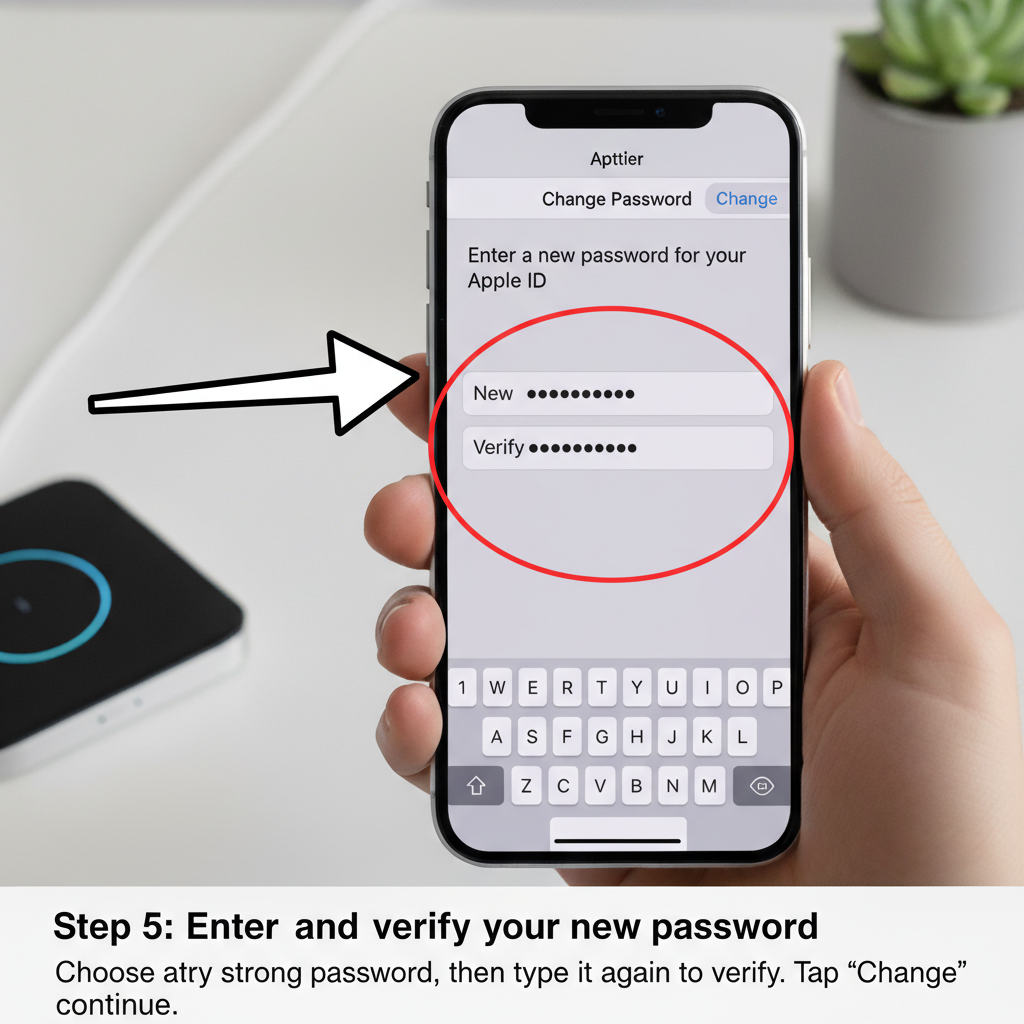 Apttier
Change Password Change
Enter a new password for your
Apple ID
New ••••••••••
Verify ••••••••••
1 W E R T Y U I O P
A S F G H J K L
Z C V B N M
Step 5: Enter and verify your new password
Choose atry strong password, then type it again to verify. Tap “Change”
continue.